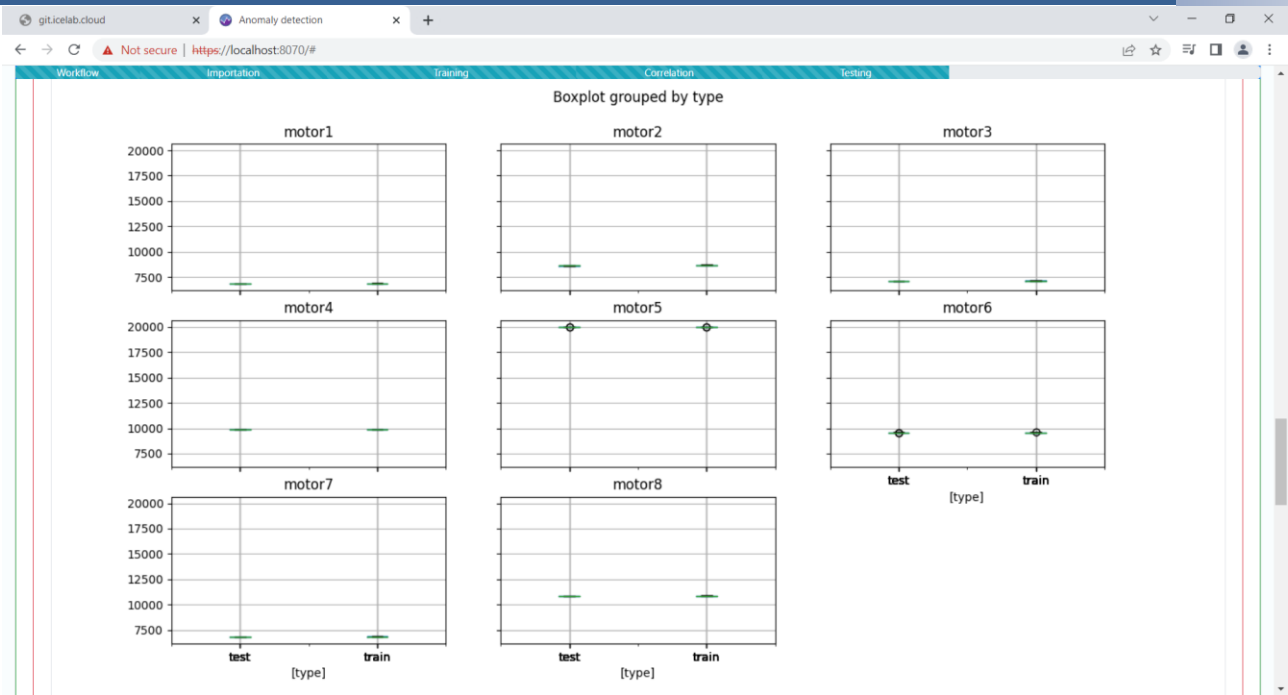 git.icelab.cloud
Anomaly detection
Not secure | https://localhost:8070/#
Workflow Importation Training Correlation Testing
Boxplot grouped by type
motor1 motor2 motor3
20000
17500
15000
12500
10000
7500
motor4 motor5 motor6
20000
17500
15000
12500
10000
7500
test train
[type]
motor7 motor8
20000
17500
15000
12500
10000
7500
test train test train
[type] [type]